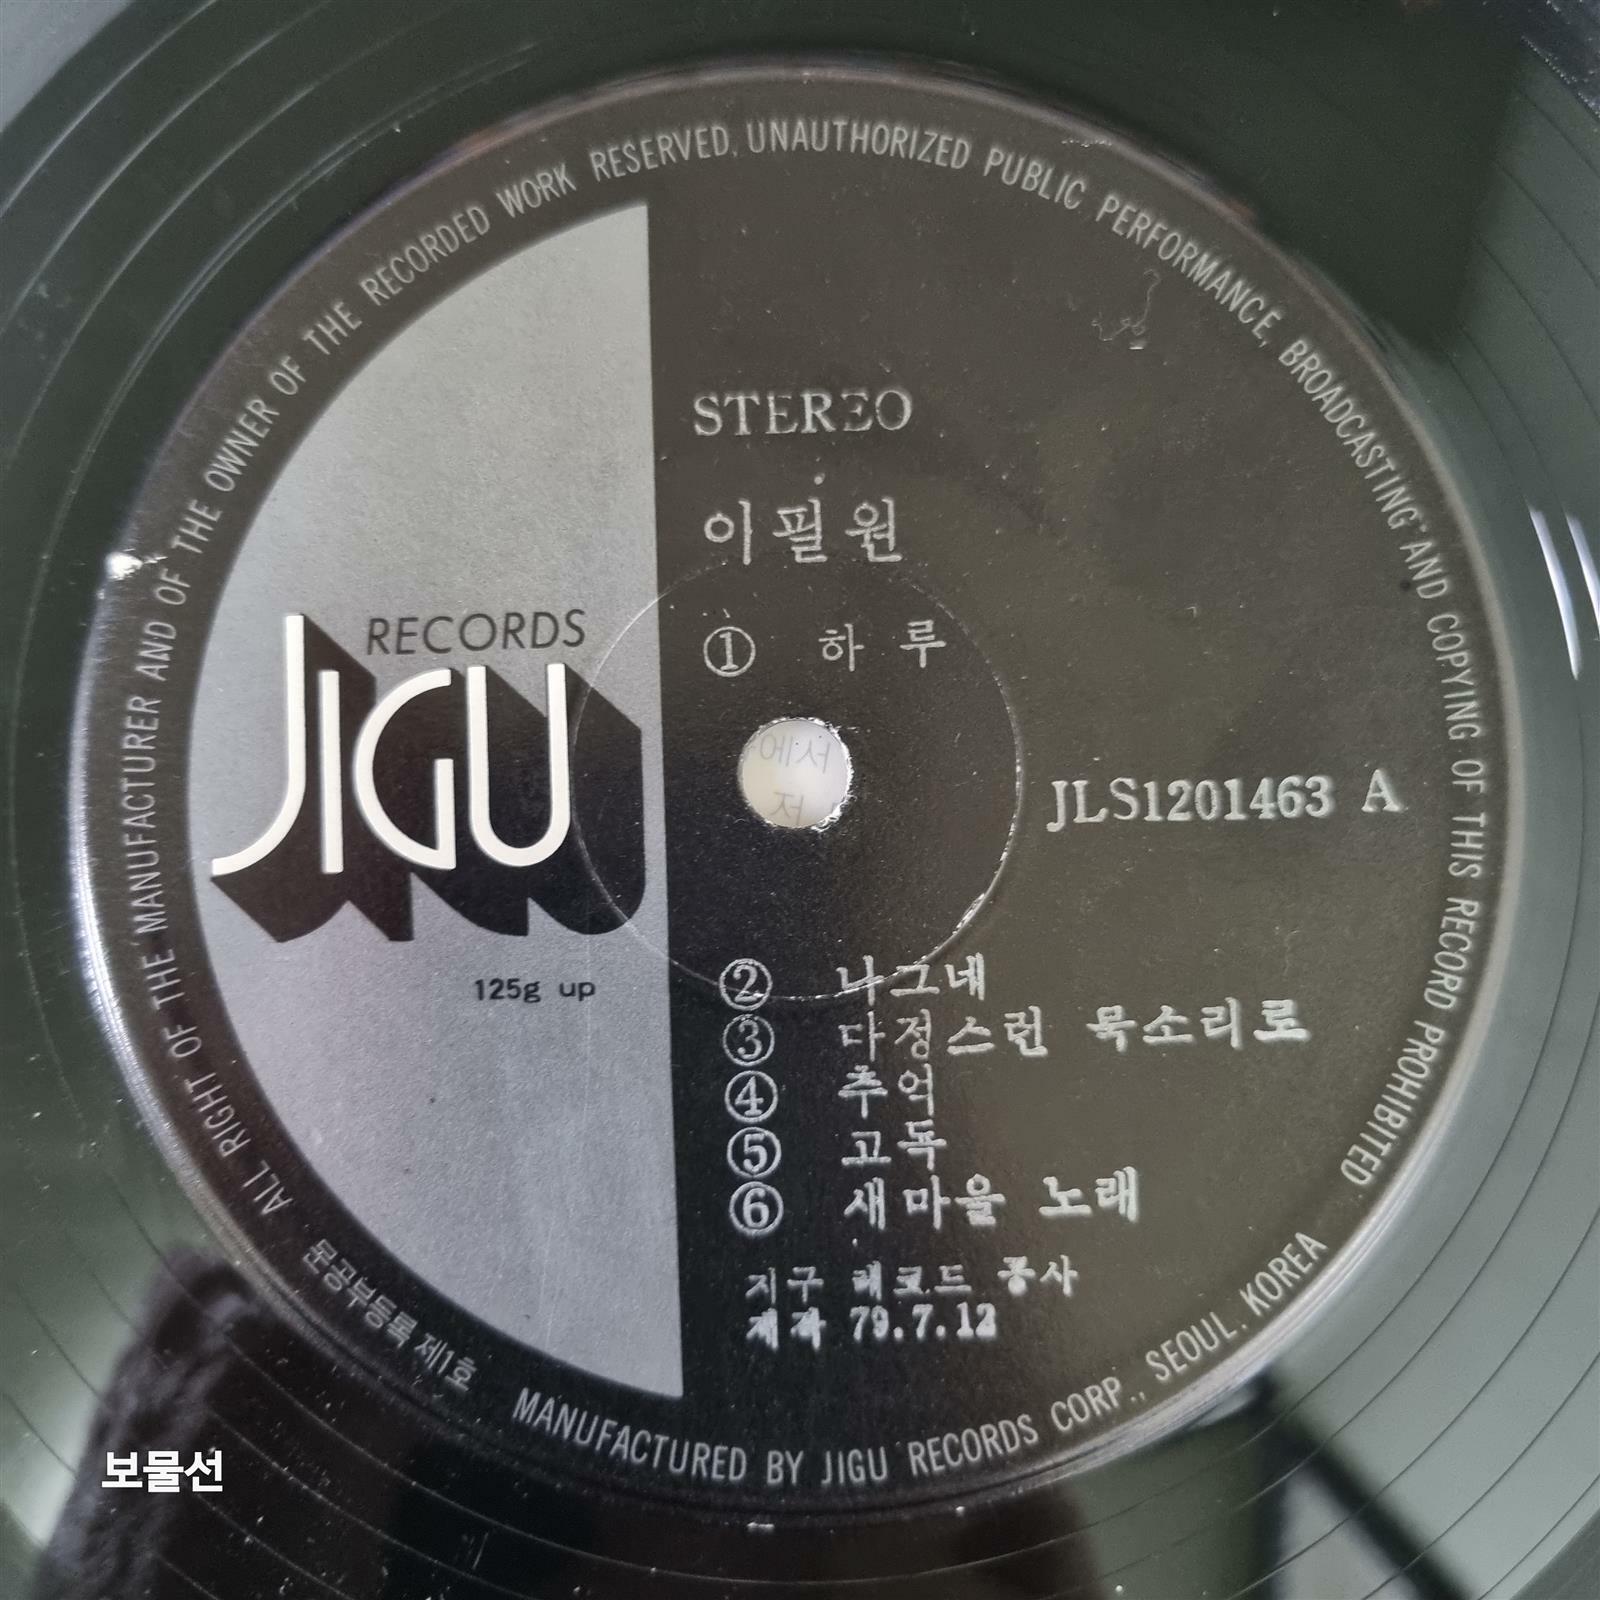 ALL RIGHT OF THE MANUFACTURER AND OF THE OWNER OF THE RECORDED WORK RESERVED. UNAUTHORIZED PUBLIC PERFORMANCE, BROADCASTING AND COPYING OF THIS RECORD PROHIBITED
STEREO
이필원
① 하루
RECORDS
JIGU
에서
져
JLS1201463 A
125g up
② 나그네
③ 다정스런 목소리로
④ 추억
⑤ 고독
⑥ 새마을 노래
지구 레코드 공사
제작 79.7.12
문공부등록 제1호
MANUFACTURED BY JIGU RECORDS CORP., SEOUL. KOREA
보물선